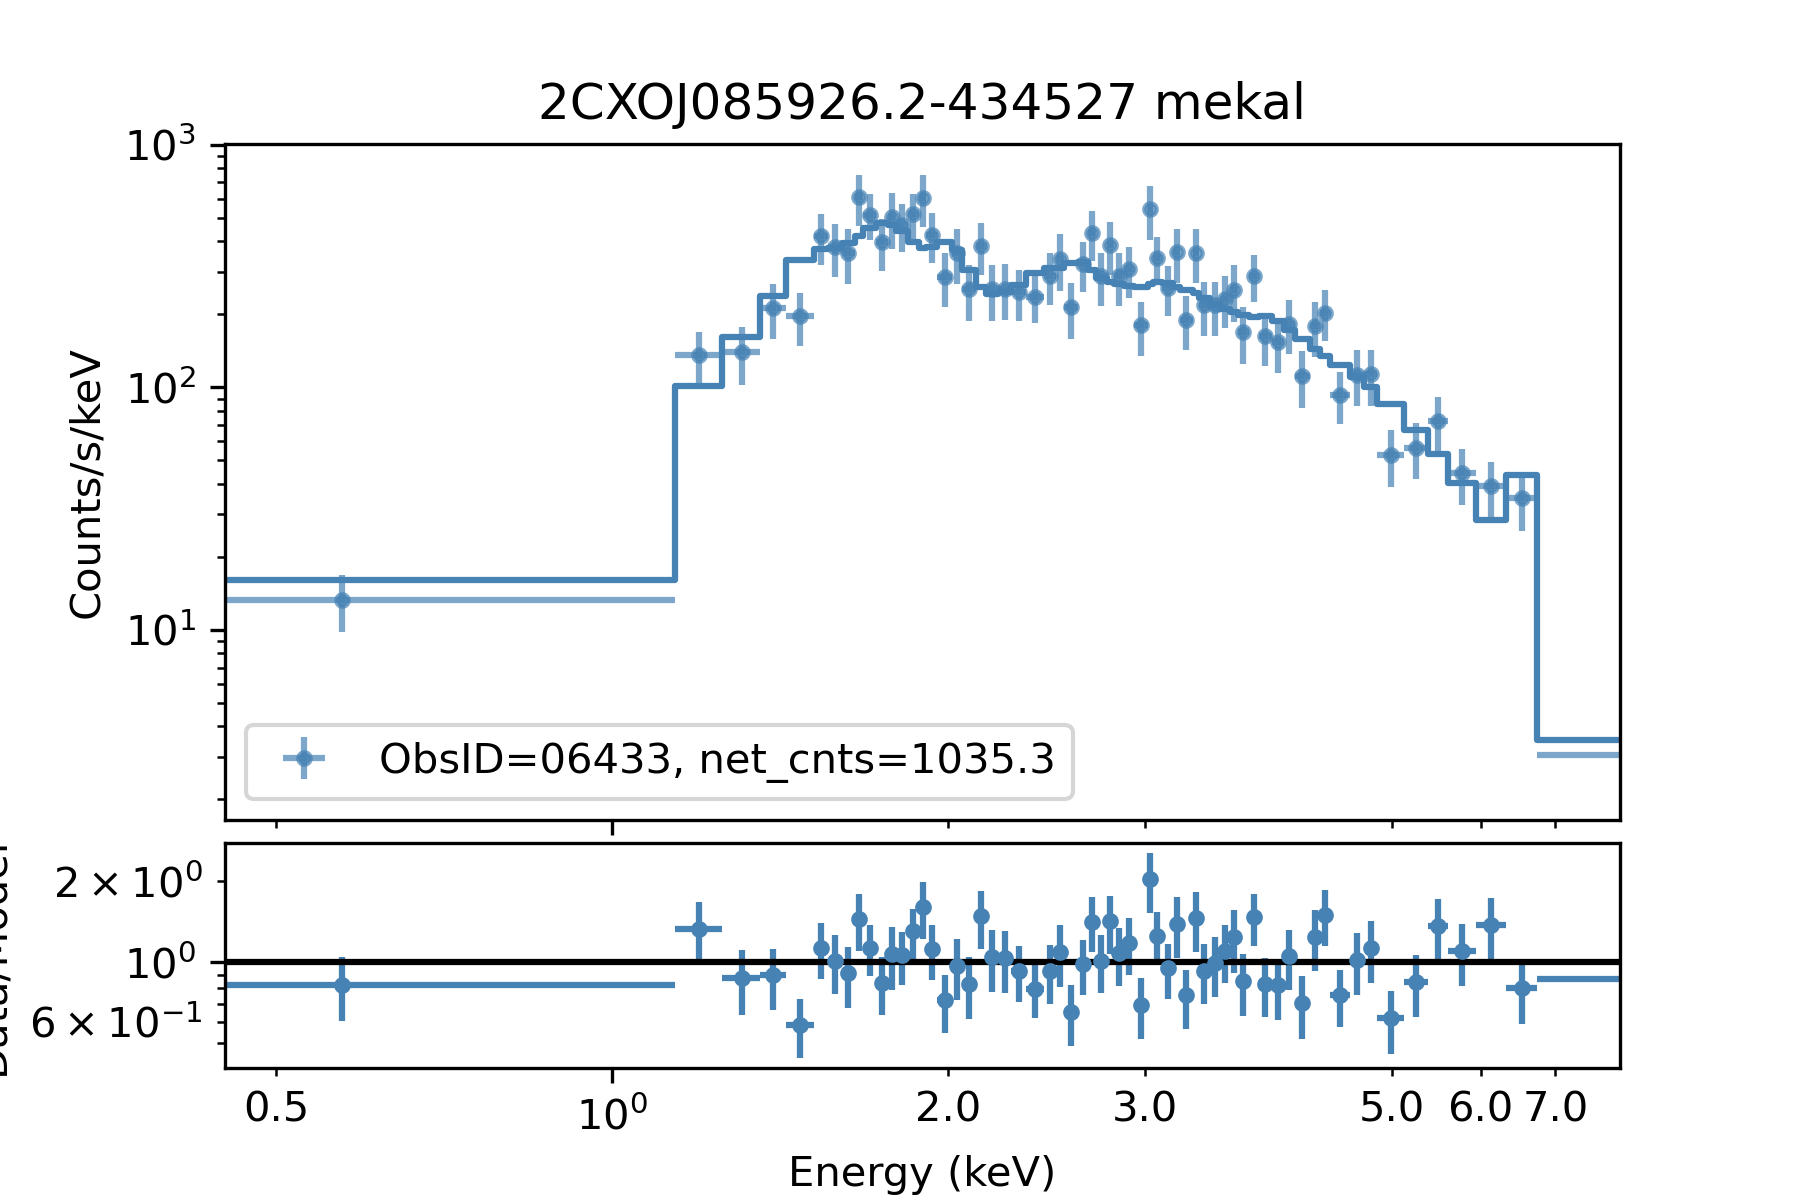 2CXOJ085926.2-434527 mekal
10³
10²
10¹
Counts/s/keV
ObsID=06433, net_cnts=1035.3
2 × 10⁰
10⁰
6 × 10⁻¹
0.5 10⁰ 2.0 3.0 5.0 6.0 7.0
Energy (keV)